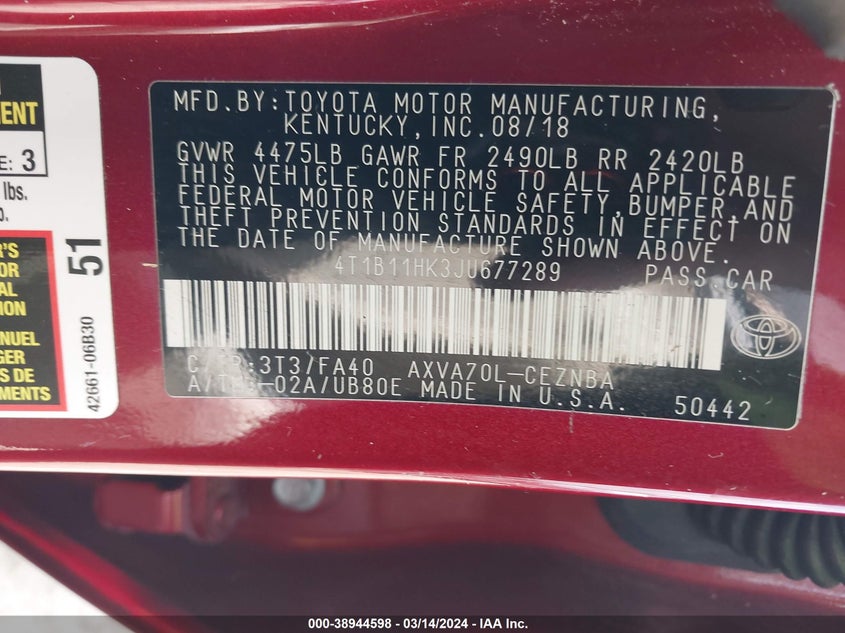 MENT
E: 3
lbs.
51
42661-06B30
MFD.BY:TOYOTA MOTOR MANUFACTURING,
KENTUCKY,INC.08/18
GVWR 4475LB GAWR FR 2490LB RR 2420LB
THIS VEHICLE CONFORMS TO ALL APPLICABLE
FEDERAL MOTOR VEHICLE SAFETY,BUMPER,AND
THEFT PREVENTION STANDARDS IN EFFECT ON
THE DATE OF MANUFACTURE SHOWN ABOVE.
4T1B11HK3JU677289 PASS.CAR
C/TR:3T3/FA40 AXVA70L-CEZNBA
-02A/UB80E MADE IN U.S.A. 50442
000-38944598 - 03/14/2024 - IAA Inc.